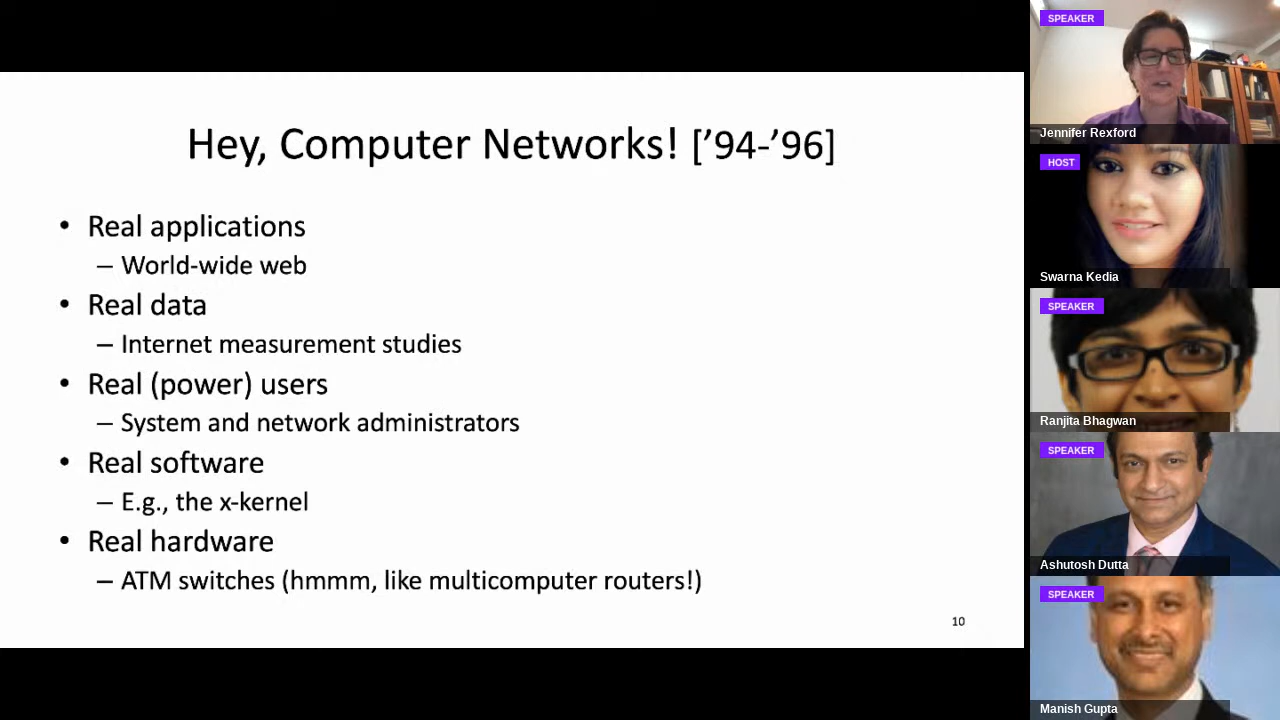 Hey, Computer Networks! [’94-’96]
• Real applications
– World-wide web
• Real data
– Internet measurement studies
• Real (power) users
– System and network administrators
• Real software
– E.g., the x-kernel
• Real hardware
– ATM switches (hmmm, like multicomputer routers!)
10
SPEAKER
Jennifer Rexford
HOST
Swarna Kedia
SPEAKER
Ranjita Bhagwan
SPEAKER
Ashutosh Dutta
SPEAKER
Manish Gupta